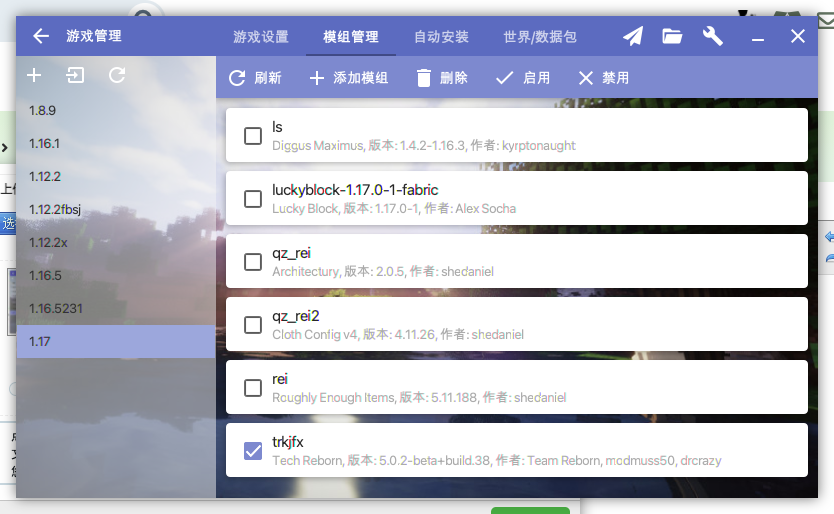 游戏管理
游戏设置
模组管理
自动安装
世界/数据包
刷新
添加模组
删除
启用
禁用
1.8.9
1.16.1
1.12.2
1.12.2fbsj
1.12.2x
1.16.5
1.16.5231
1.17
ls
Diggus Maximus, 版本: 1.4.2-1.16.3, 作者: kyrptonaught
luckyblock-1.17.0-1-fabric
Lucky Block, 版本: 1.17.0-1, 作者: Alex Socha
qz_rei
Architectury, 版本: 2.0.5, 作者: shedaniel
qz_rei2
Cloth Config v4, 版本: 4.11.26, 作者: shedaniel
rei
Roughly Enough Items, 版本: 5.11.188, 作者: shedaniel
trkjfx
Tech Reborn, 版本: 5.0.2-beta+build.38, 作者: Team Reborn, modmuss50, drcrazy